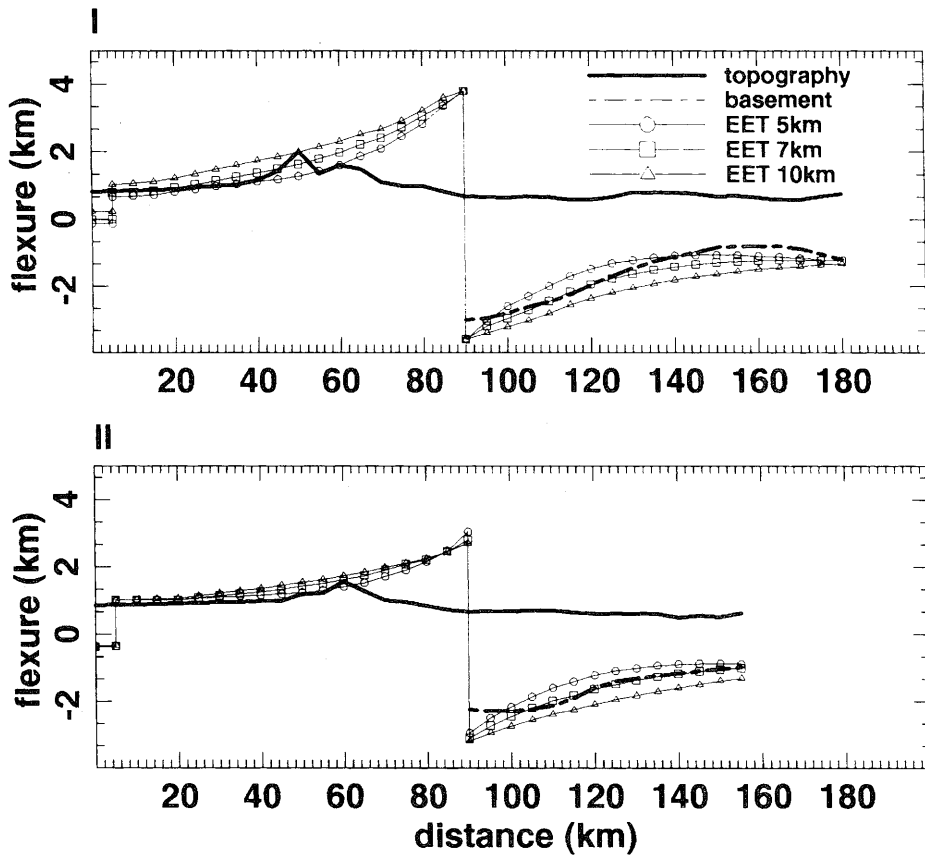 I
topography
basement
EET 5km
EET 7km
EET 10km
flexure (km)
4
2
0
-2
20 40 60 80 100 120 140 160 180
II
flexure (km)
4
2
0
-2
20 40 60 80 100 120 140 160 180
distance (km)